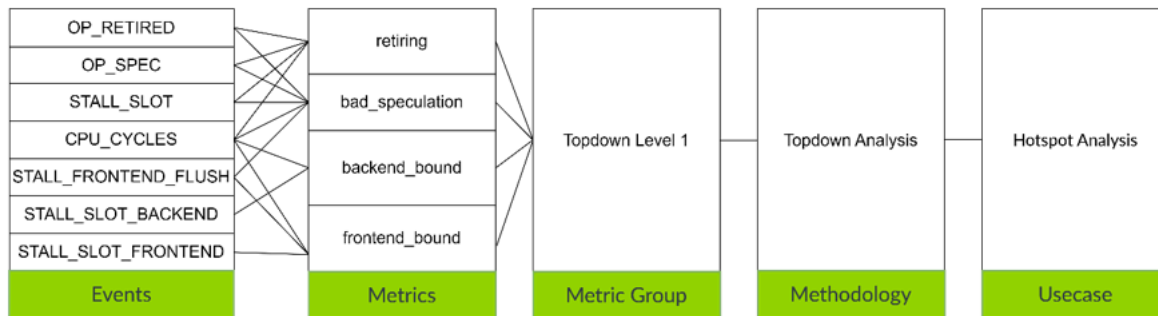 OP_RETIRED
OP_SPEC
STALL_SLOT
CPU_CYCLES
STALL_FRONTEND_FLUSH
STALL_SLOT_BACKEND
STALL_SLOT_FRONTEND
Events
retiring
bad_speculation
backend_bound
frontend_bound
Metrics
Topdown Level 1
Metric Group
Topdown Analysis
Methodology
Hotspot Analysis
Usecase